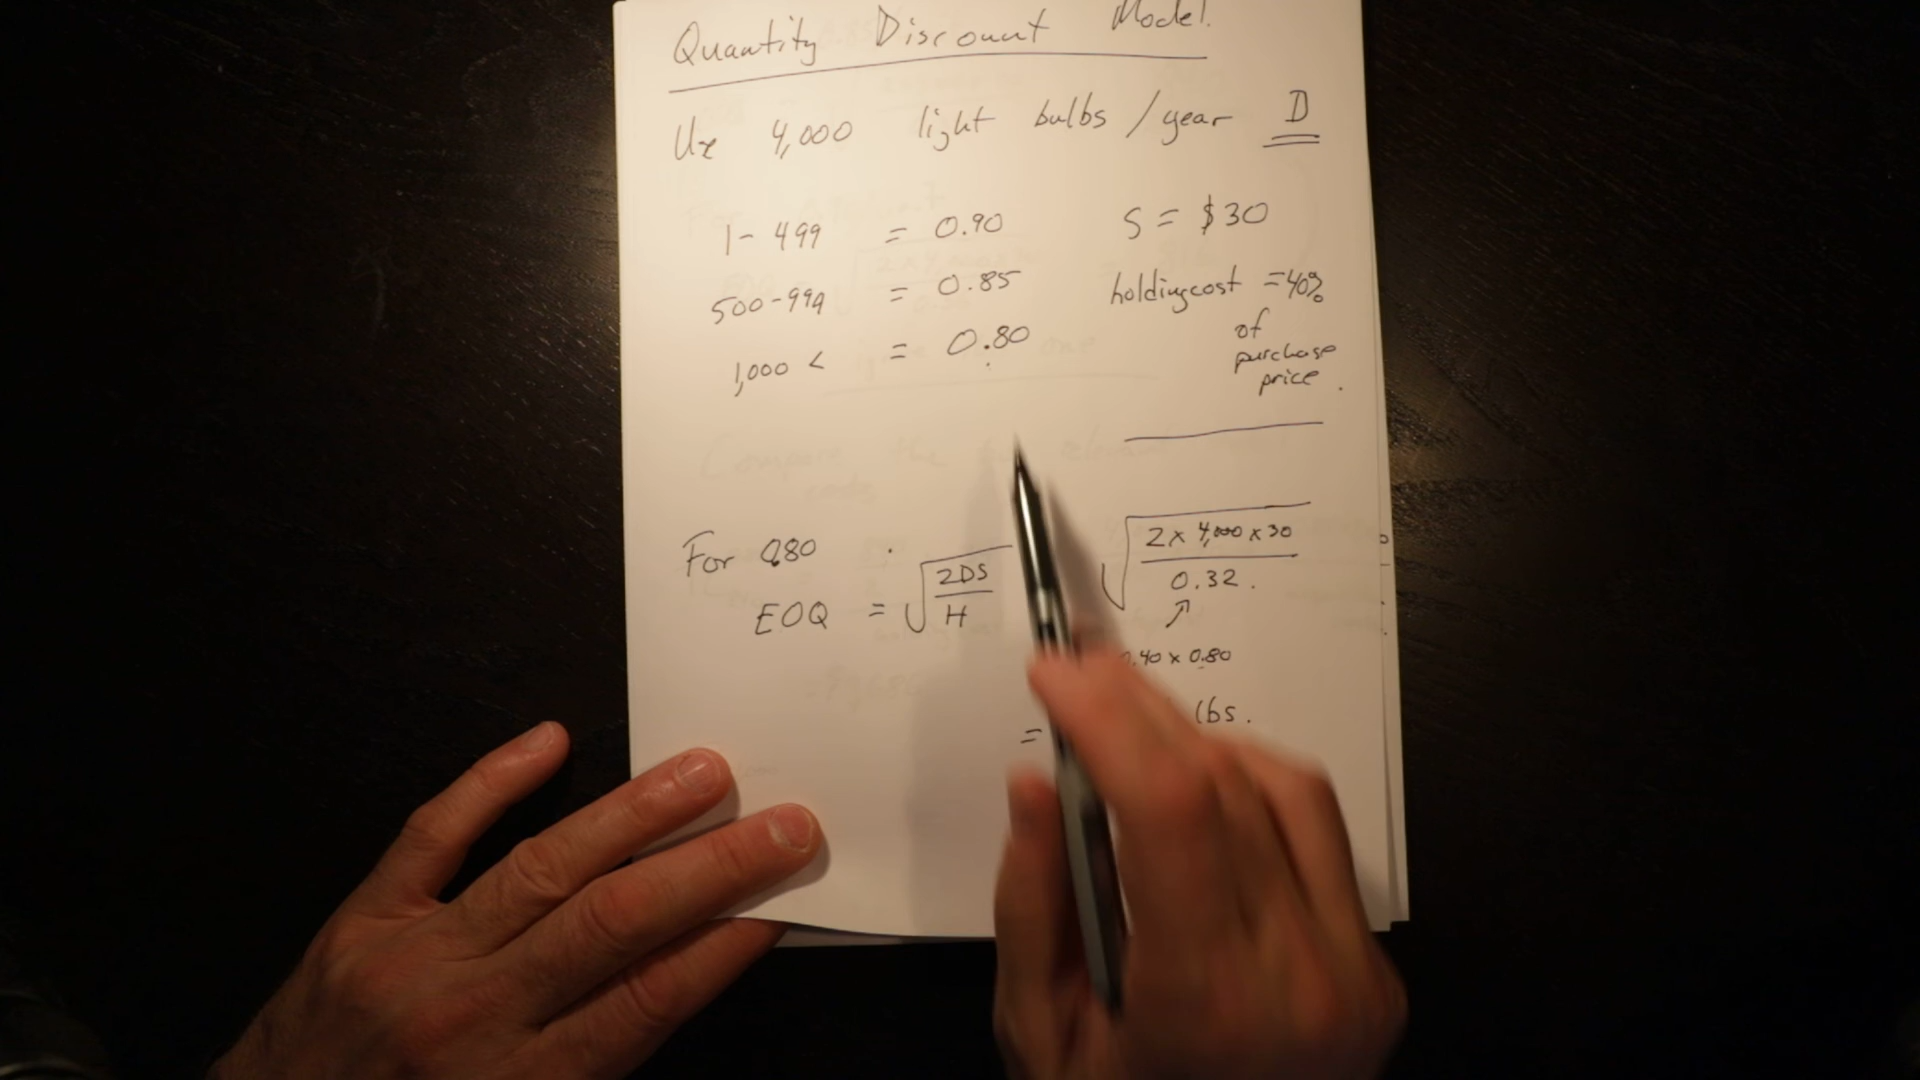 Quantity Discount Model.
Use 4,000 light bulbs / year D
1 - 499 = 0.90 S = $30
500 - 999 = 0.85 holding cost = 40%
of
1,000 < = 0.80 purchase
price.
For 0.80
EOQ = √2DS/H √2 x 4,000 x 30/0.32.
0.40 x 0.80
= lbs.